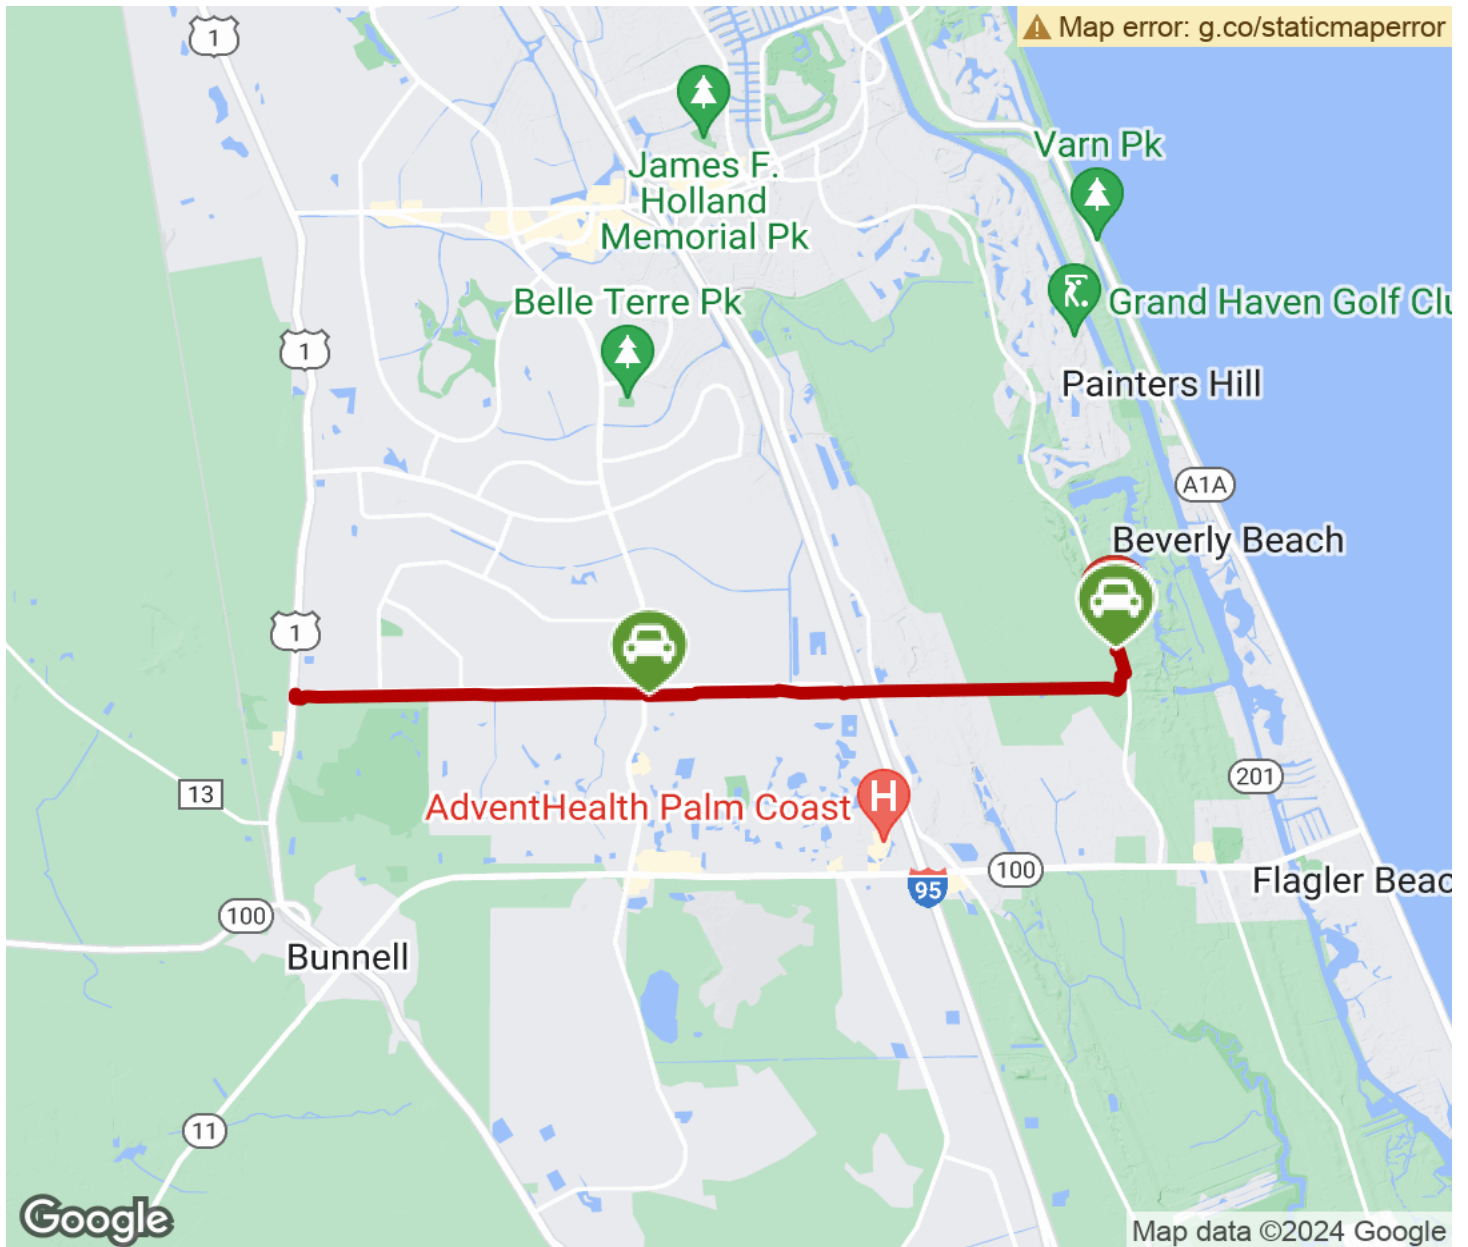 1
Map error: g.co/staticmaperror
Varn Pk
James F.
Holland
Memorial Pk
Belle Terre Pk
Grand Haven Golf Clu
1
Painters Hill
A1A
Beverly Beach
1
13
201
AdventHealth Palm Coast
H
100
95
Flagler Beac
100
Bunnell
11
Google
Map data ©2024 Google